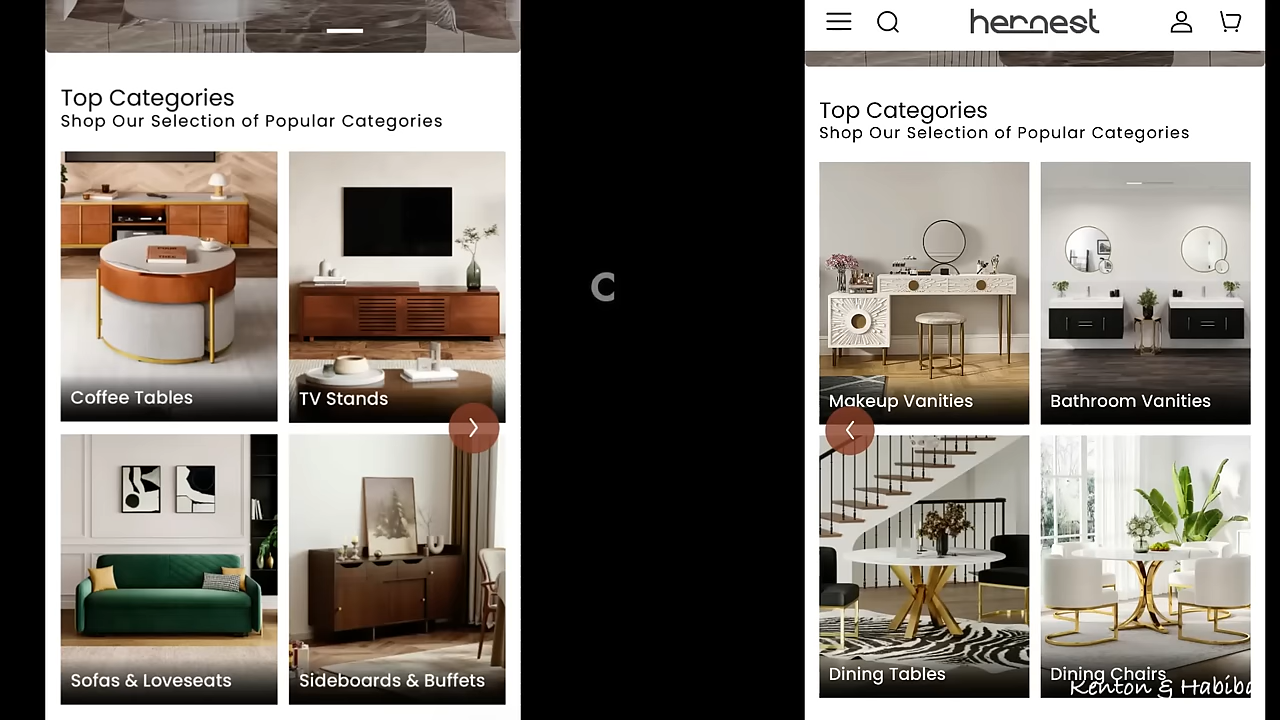 Top Categories
Shop Our Selection of Popular Categories
Coffee Tables
TV Stands
Sofas & Loveseats
Sideboards & Buffets
C
hernest
Top Categories
Shop Our Selection of Popular Categories
Makeup Vanities
Bathroom Vanities
Dining Tables
Dining Chairs
Kenton & Habiba